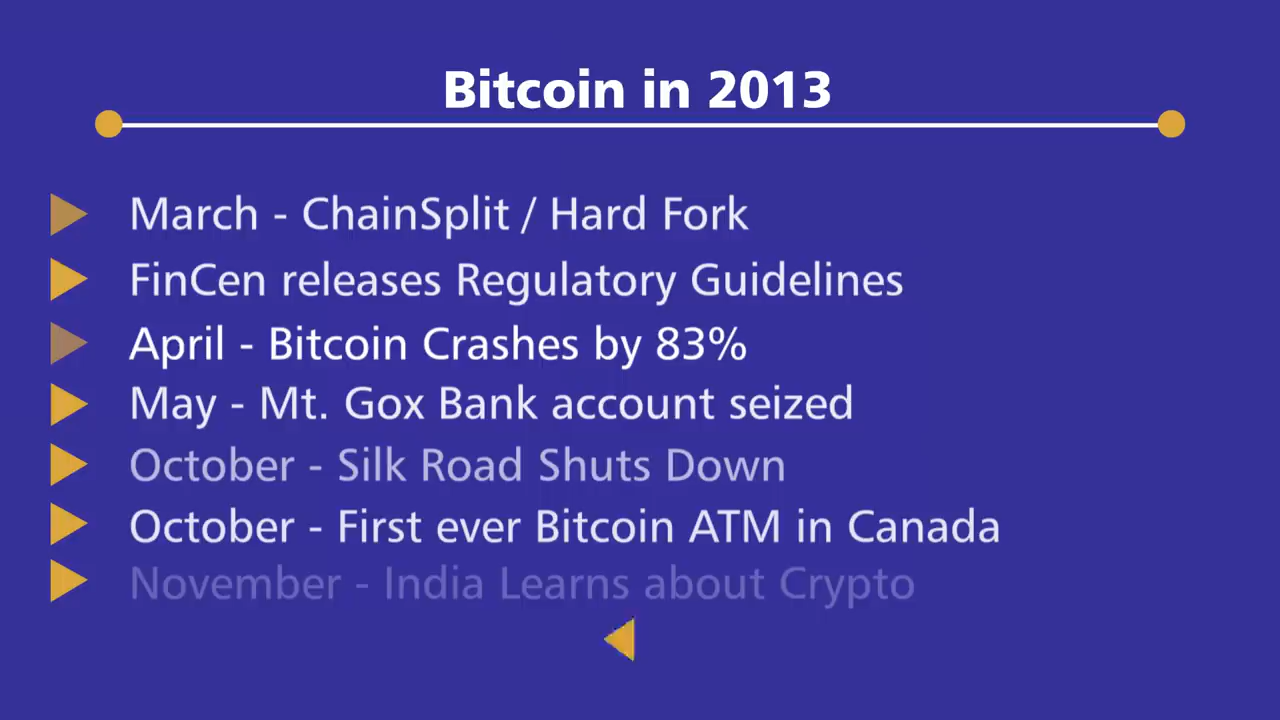 Bitcoin in 2013
March - ChainSplit / Hard Fork
FinCen releases Regulatory Guidelines
April - Bitcoin Crashes by 83%
May - Mt. Gox Bank account seized
October - Silk Road Shuts Down
October - First ever Bitcoin ATM in Canada
November - India Learns about Crypto